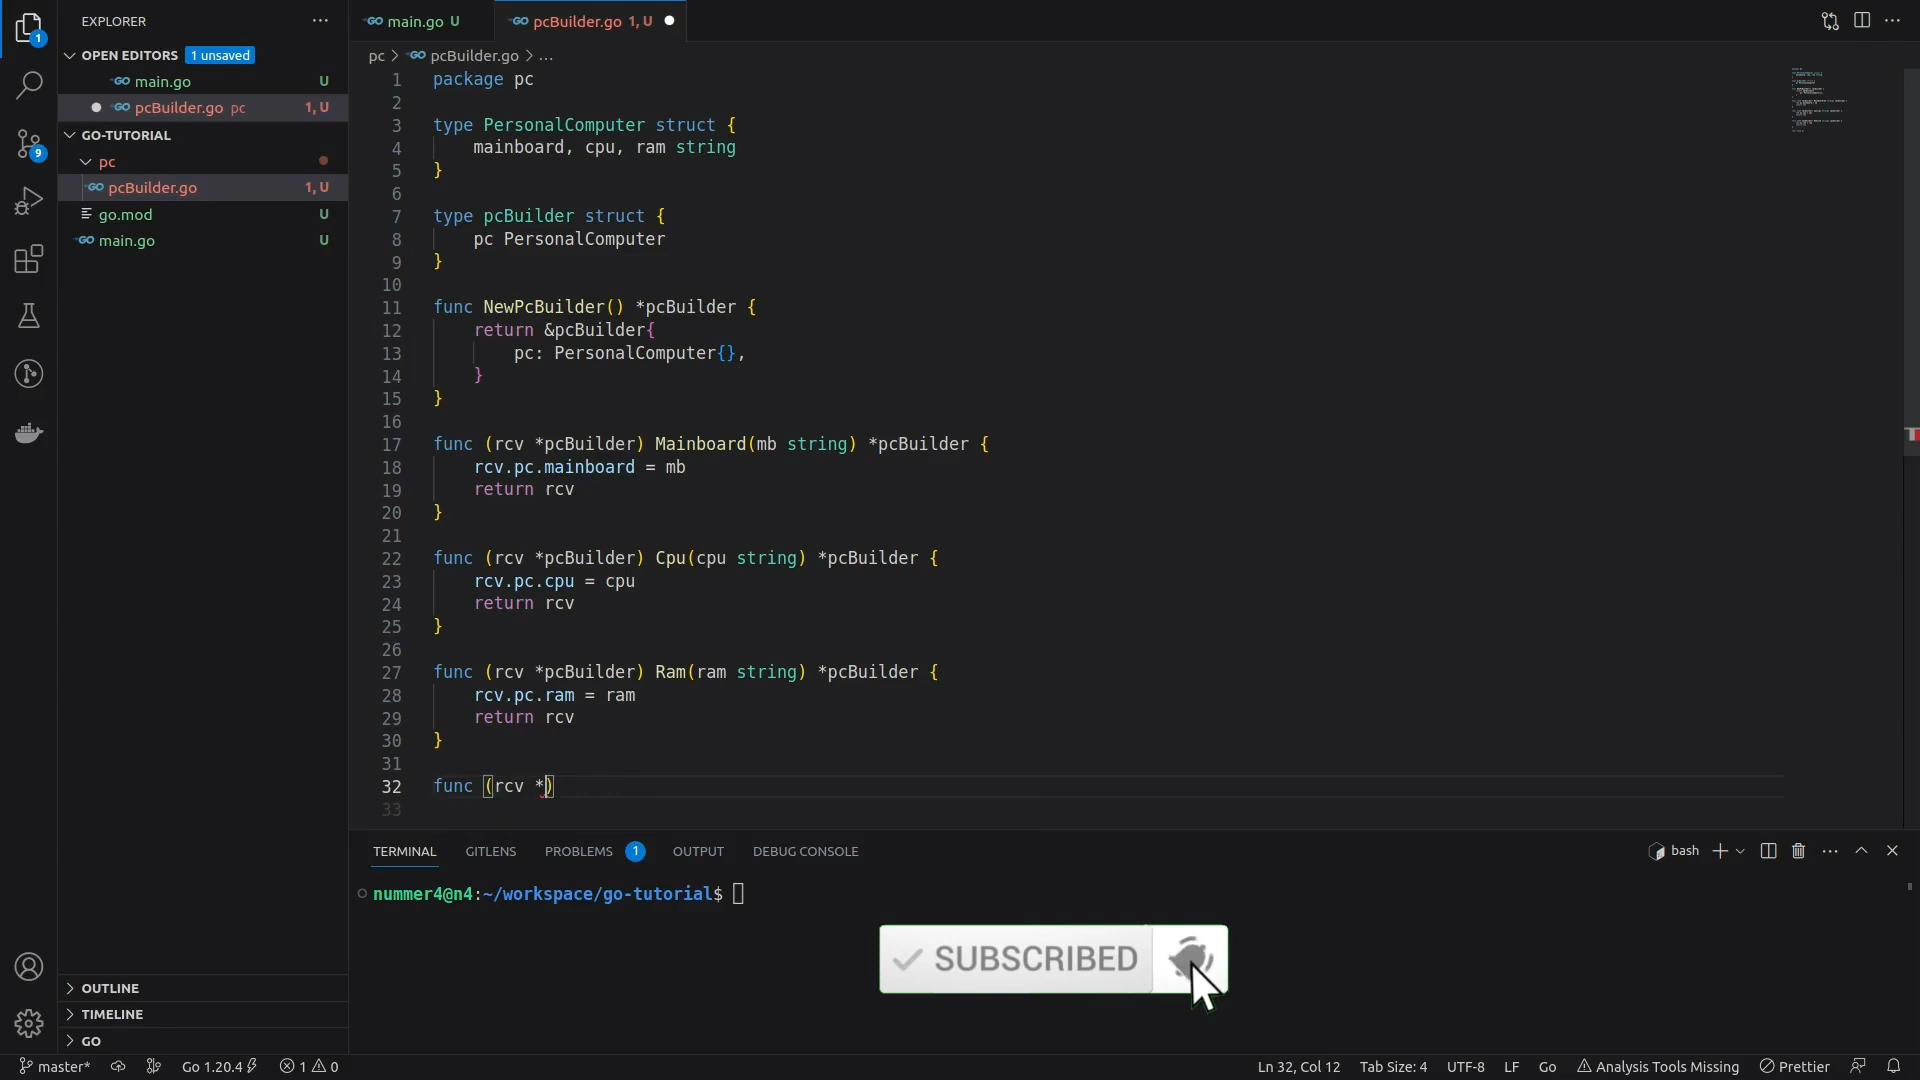 EXPLORER
OPEN EDITORS 1 unsaved
main.go U
pcBuilder.go pc 1, U
GO-TUTORIAL
pc
pcBuilder.go 1, U
go.mod U
main.go U
OUTLINE
TIMELINE
GO
1
9
main.go U pcBuilder.go 1, U
pc > pcBuilder.go > ...
1 package pc
2
3 type PersonalComputer struct {
4 mainboard, cpu, ram string
5 }
6
7 type pcBuilder struct {
8 pc PersonalComputer
9 }
10
11 func NewPcBuilder() *pcBuilder {
12 return &pcBuilder{
13 pc: PersonalComputer{},
14 }
15 }
16
17 func (rcv *pcBuilder) Mainboard(mb string) *pcBuilder {
18 rcv.pc.mainboard = mb
19 return rcv
20 }
21
22 func (rcv *pcBuilder) Cpu(cpu string) *pcBuilder {
23 rcv.pc.cpu = cpu
24 return rcv
25 }
26
27 func (rcv *pcBuilder) Ram(ram string) *pcBuilder {
28 rcv.pc.ram = ram
29 return rcv
30 }
31
32 func (rcv *)
33
TERMINAL GITLENS PROBLEMS 1 OUTPUT DEBUG CONSOLE bash
nummer4@n4:~/workspace/go-tutorial$
SUBSCRIBED
master* Go 1.20.4 1 0 Ln 32, Col 12 Tab Size: 4 UTF-8 LF Go Analysis Tools Missing Prettier